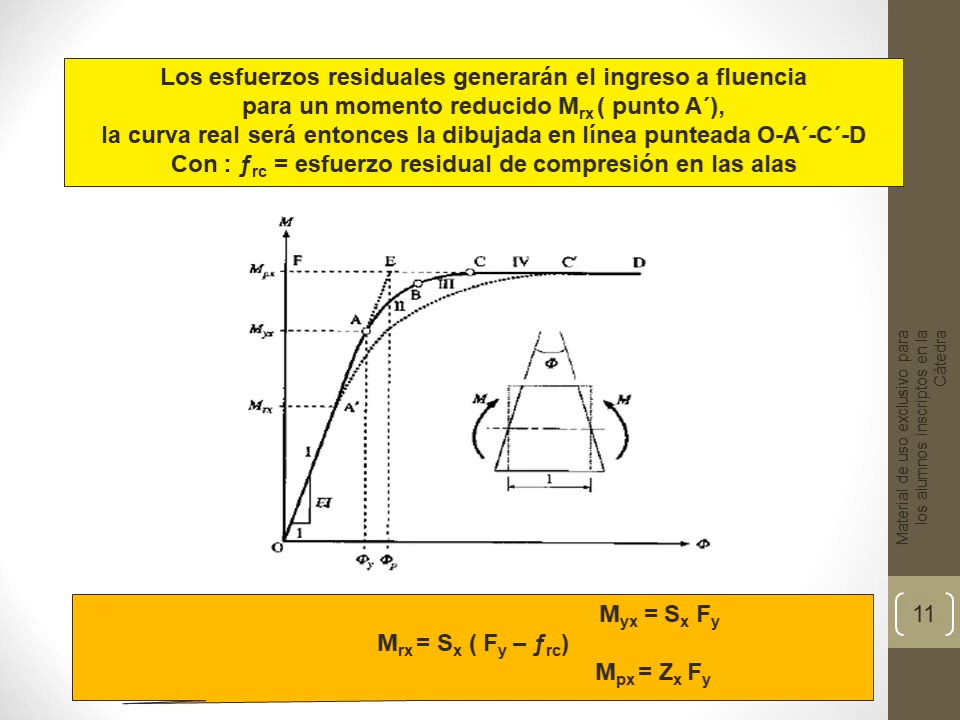 Los esfuerzos residuales generarán el ingreso a fluencia
para un momento reducido Mrx ( punto A´),
la curva real será entonces la dibujada en línea punteada O-A´-C´-D
Con : ƒrc = esfuerzo residual de compresión en las alas
M
Mpx F E C IV C' D
B III
II
Myx A
Mrx A'
Φ
M M
I
EI
1
1
O Φ
Φy Φp
Myx = Sx Fy
Mrx = Sx ( Fy – ƒrc)
Mpx = Zx Fy
Material de uso exclusivo para
los alumnos inscriptos en la
Cátedra
11